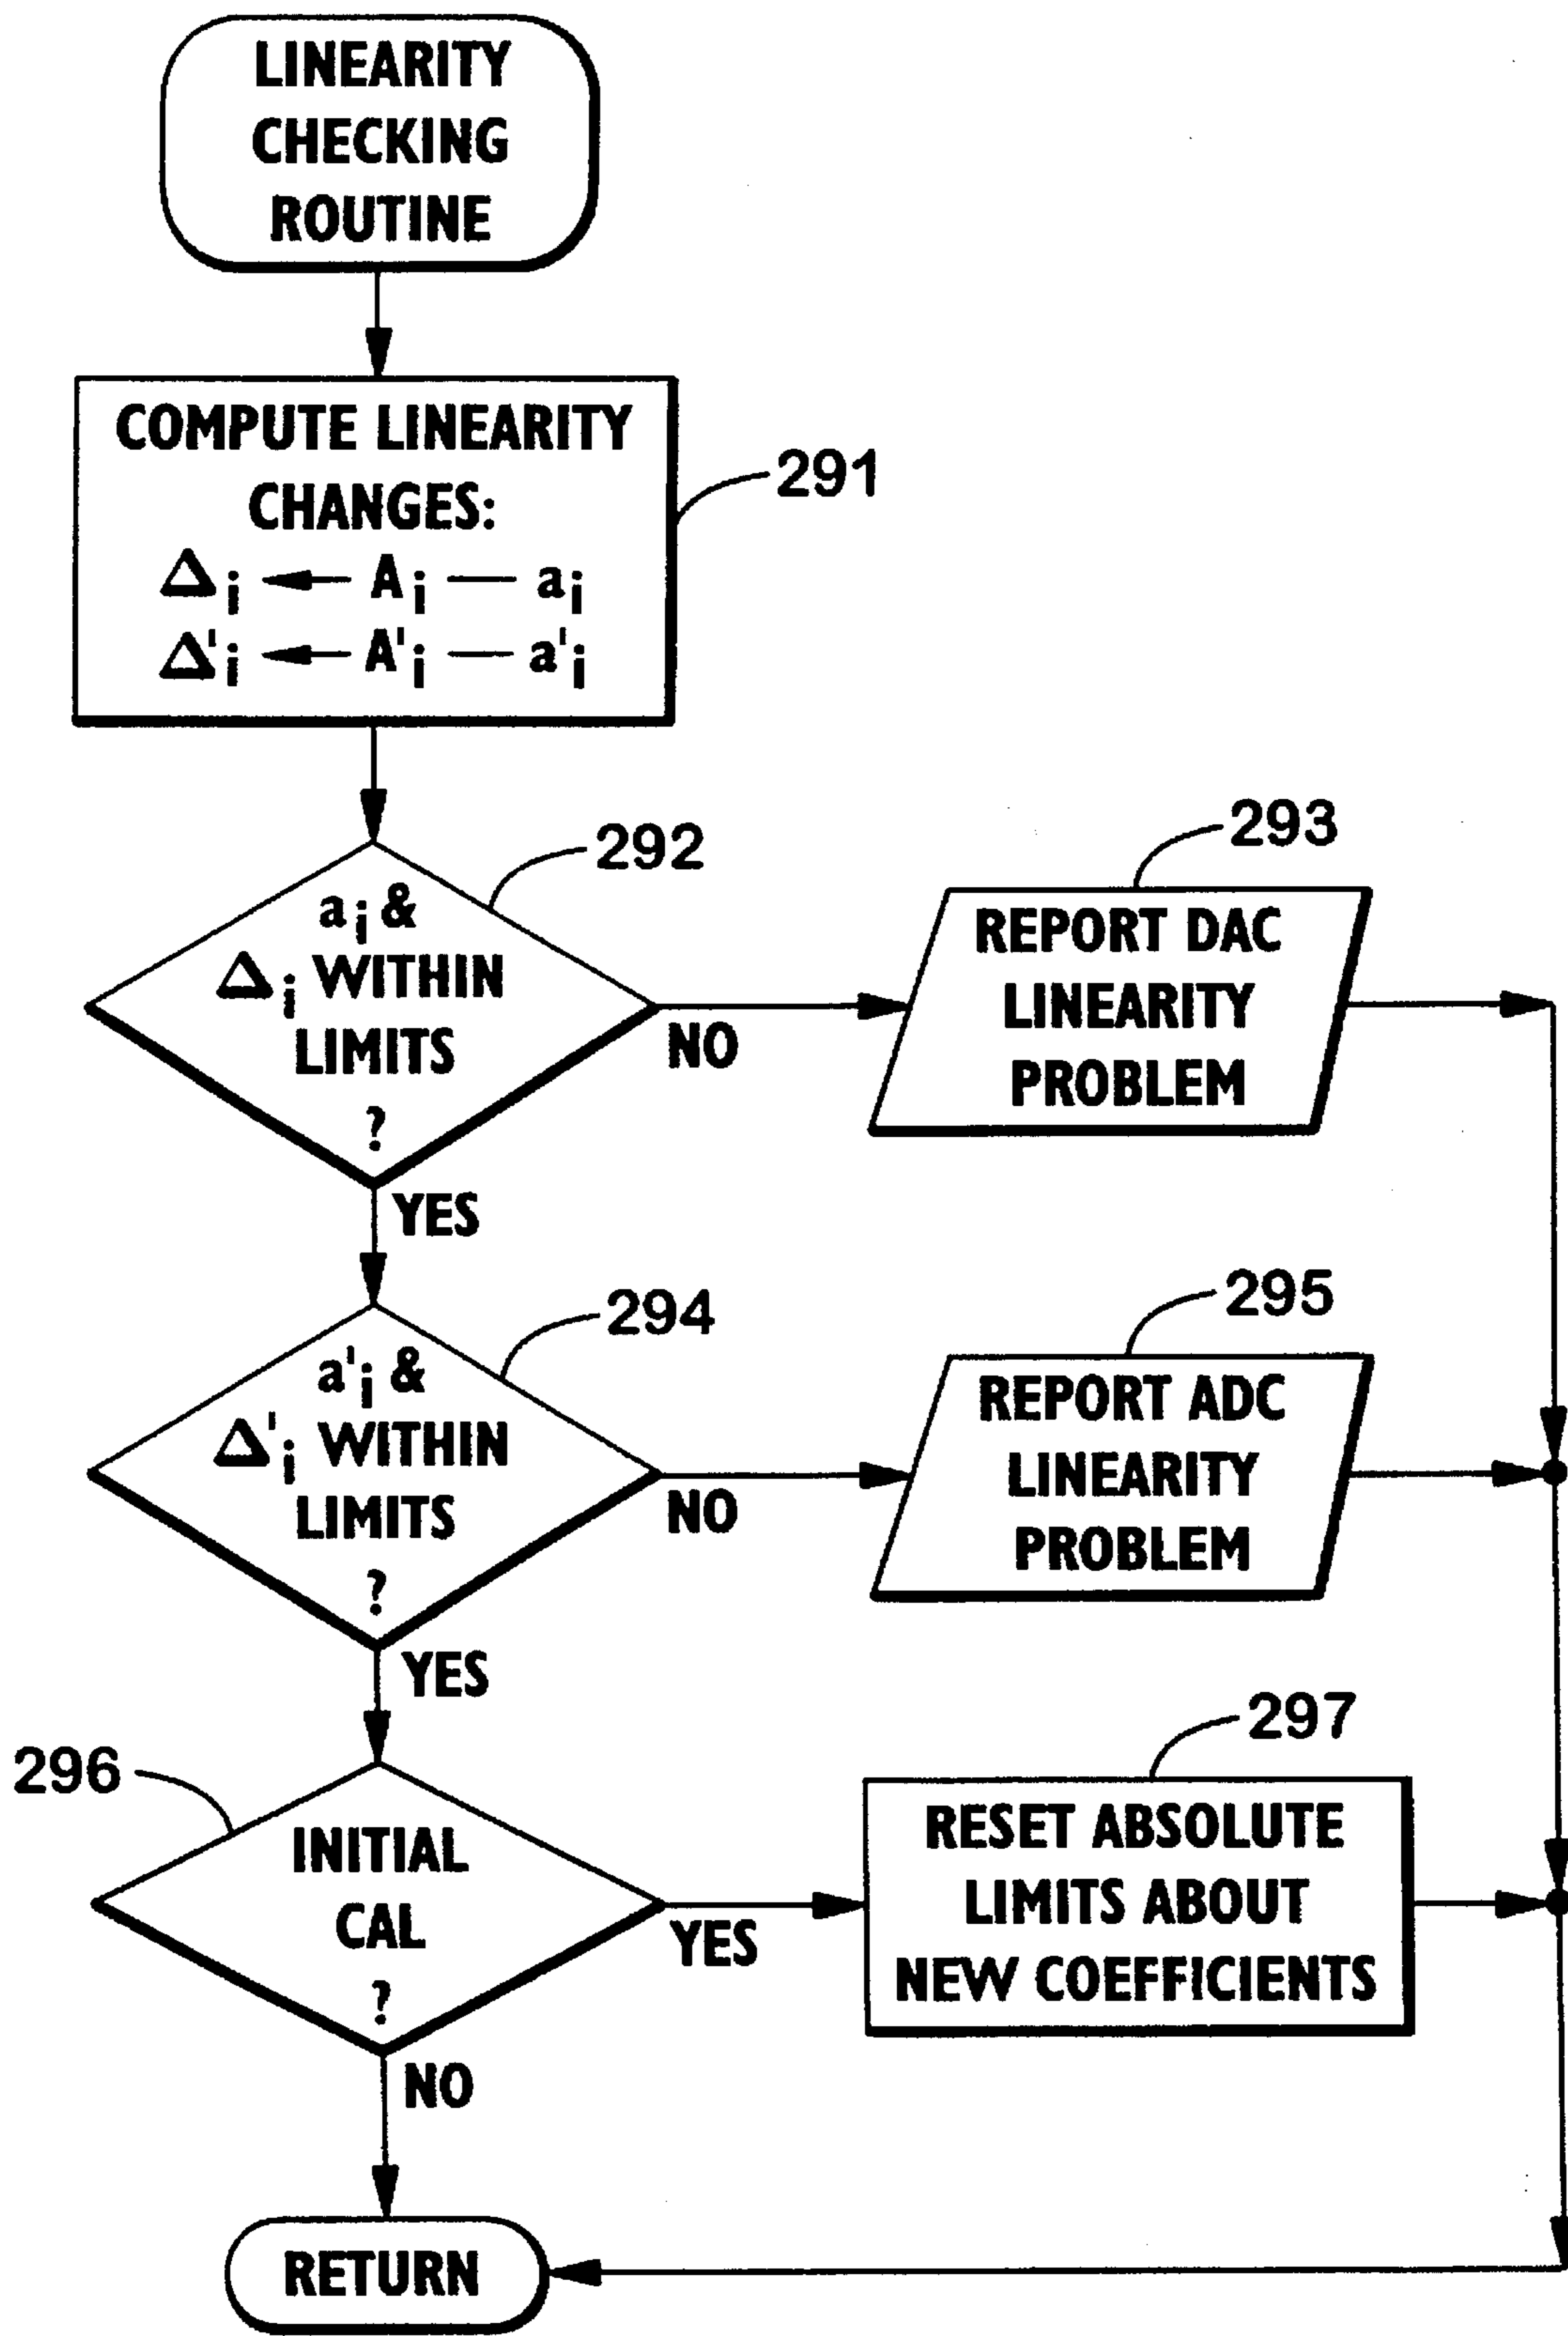 LINEARITY
CHECKING
ROUTINE
COMPUTE LINEARITY
CHANGES:
Δi ← Ai — ai
Δ'i ← A'i — a'i
291
292
ai &
Δi WITHIN
LIMITS
?
NO
YES
293
REPORT DAC
LINEARITY
PROBLEM
294
a'i &
Δ'i WITHIN
LIMITS
?
NO
YES
295
REPORT ADC
LINEARITY
PROBLEM
296
INITIAL
CAL
?
YES
NO
297
RESET ABSOLUTE
LIMITS ABOUT
NEW COEFFICIENTS
RETURN